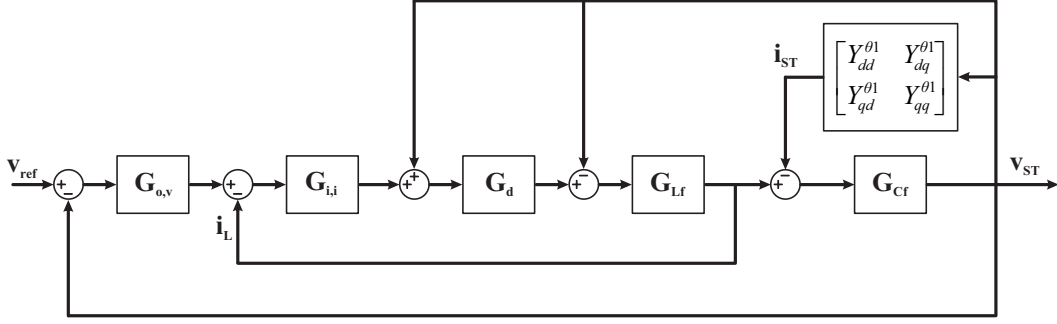 i_ST
Y_dd^θ1 Y_dq^θ1
Y_qd^θ1 Y_qq^θ1
v_ref + − G_o,v + − G_i,i + + G_d + − G_Lf + − G_Cf v_ST
i_L